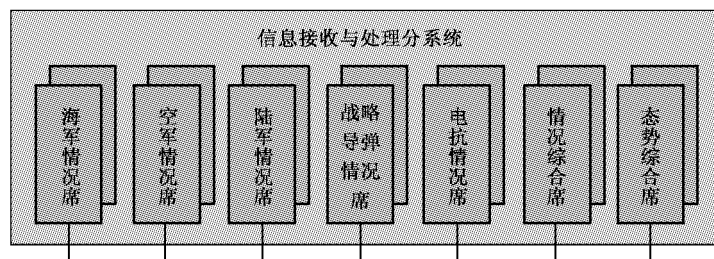 信息接收与处理分系统
海军情况席
空军情况席
陆军情况席
战略
导弹
情况
席
电抗情况席
情况综合席
态势综合席